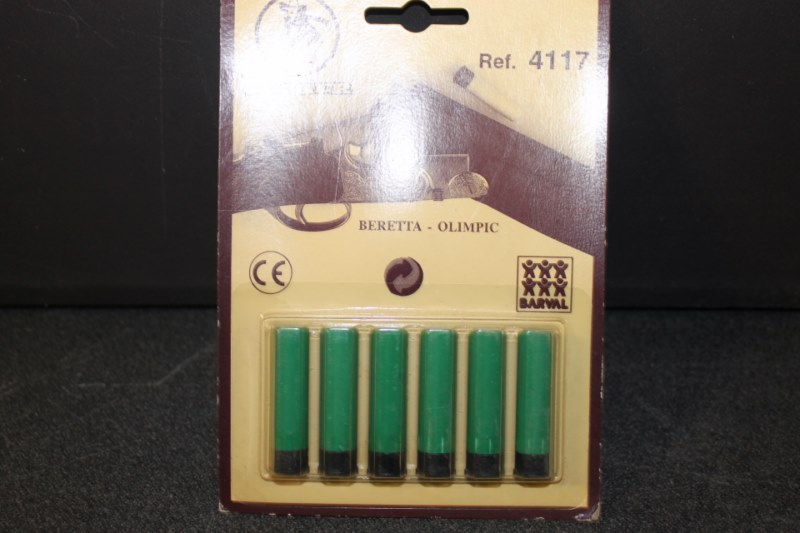 Ref. 4117
BERETTA - OLIMPIC
CE
BARVAL